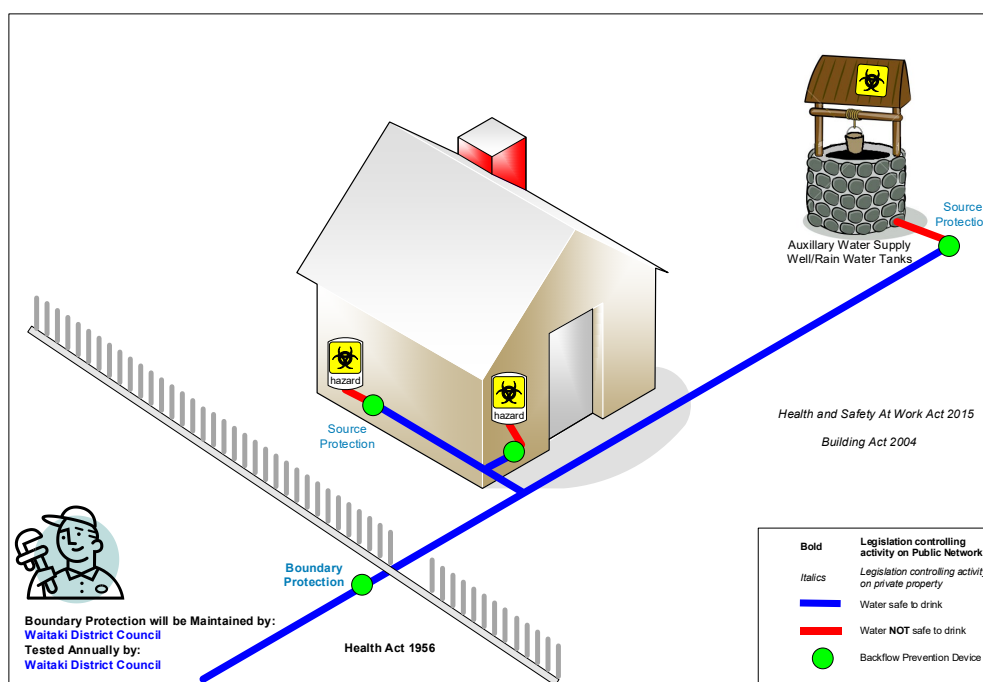 Source
Protection
Auxillary Water Supply
Well/Rain Water Tanks
hazard
hazard
Source
Protection
Health and Safety At Work Act 2015
Building Act 2004
Boundary
Protection
Boundary Protection will be Maintained by:
Waitaki District Council
Tested Annually by:
Waitaki District Council
Health Act 1956
Bold
Legislation controlling
activity on Public Network
Italics
Legislation controlling activity
on private property
Water safe to drink
Water NOT safe to drink
Backflow Prevention Device